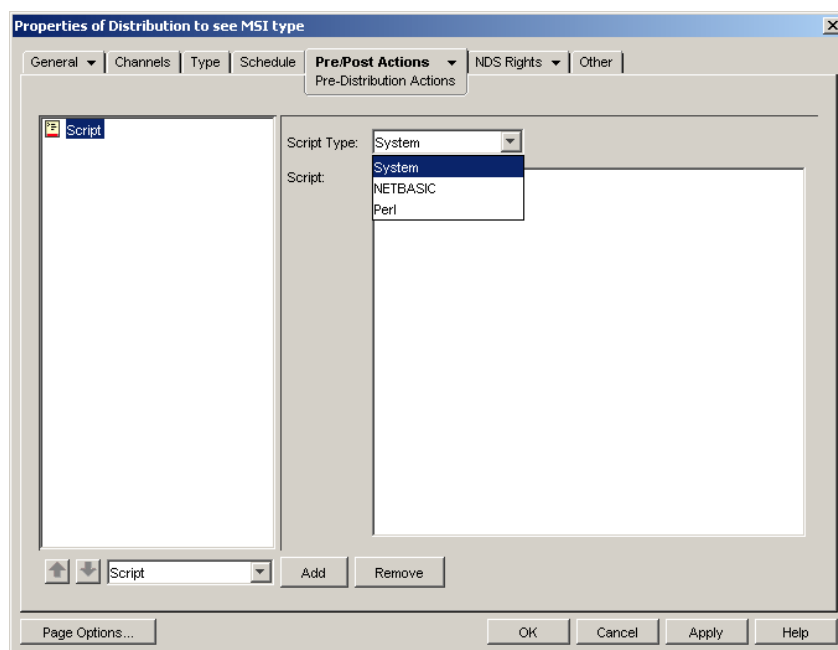 Properties of Distribution to see MSI type
General Channels Type Schedule Pre/Post Actions NDS Rights Other
Pre-Distribution Actions
Script
Script Type: System
Script:
System
NETBASIC
Perl
Script Add Remove
Page Options... OK Cancel Apply Help